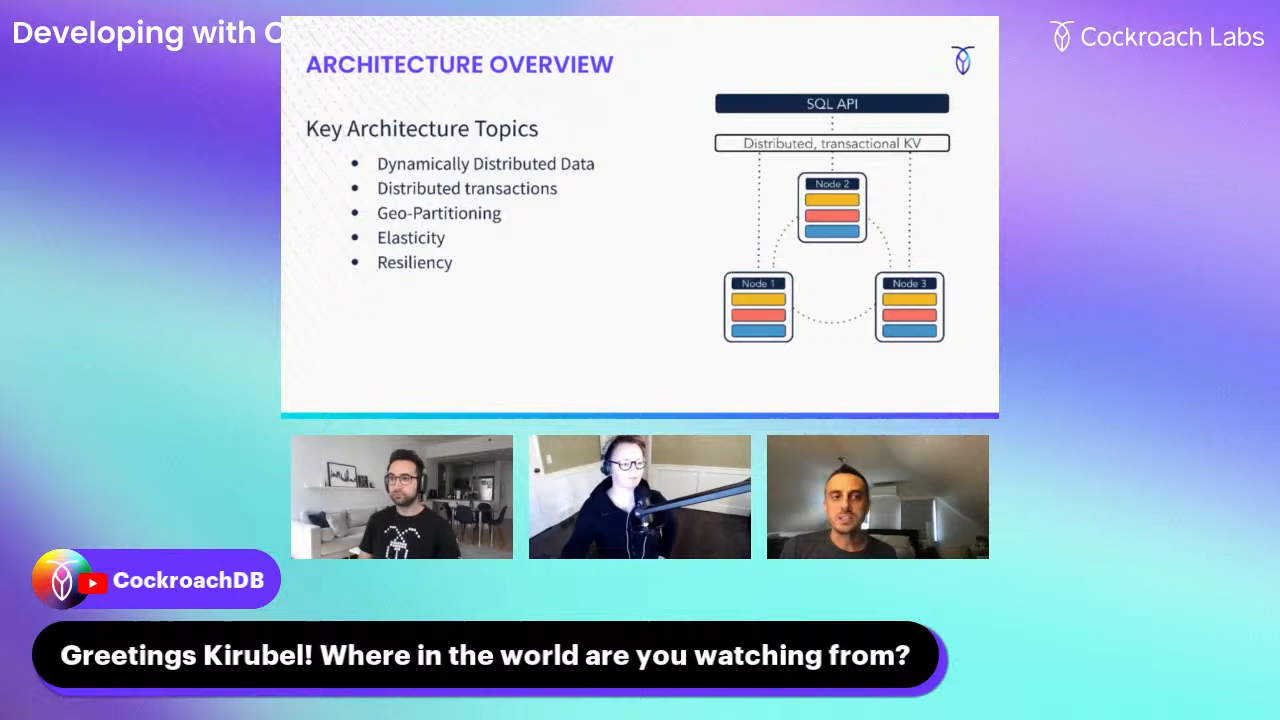 Developing with C
Cockroach Labs
ARCHITECTURE OVERVIEW
Key Architecture Topics
• Dynamically Distributed Data
• Distributed transactions
• Geo-Partitioning
• Elasticity
• Resiliency
SQL API
Distributed, transactional KV
Node 2
Node 1
Node 3
CockroachDB
Greetings Kirubel! Where in the world are you watching from?